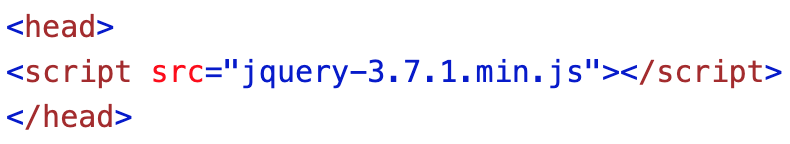 <head>
<script src="jquery-3.7.1.min.js"></script>
</head>